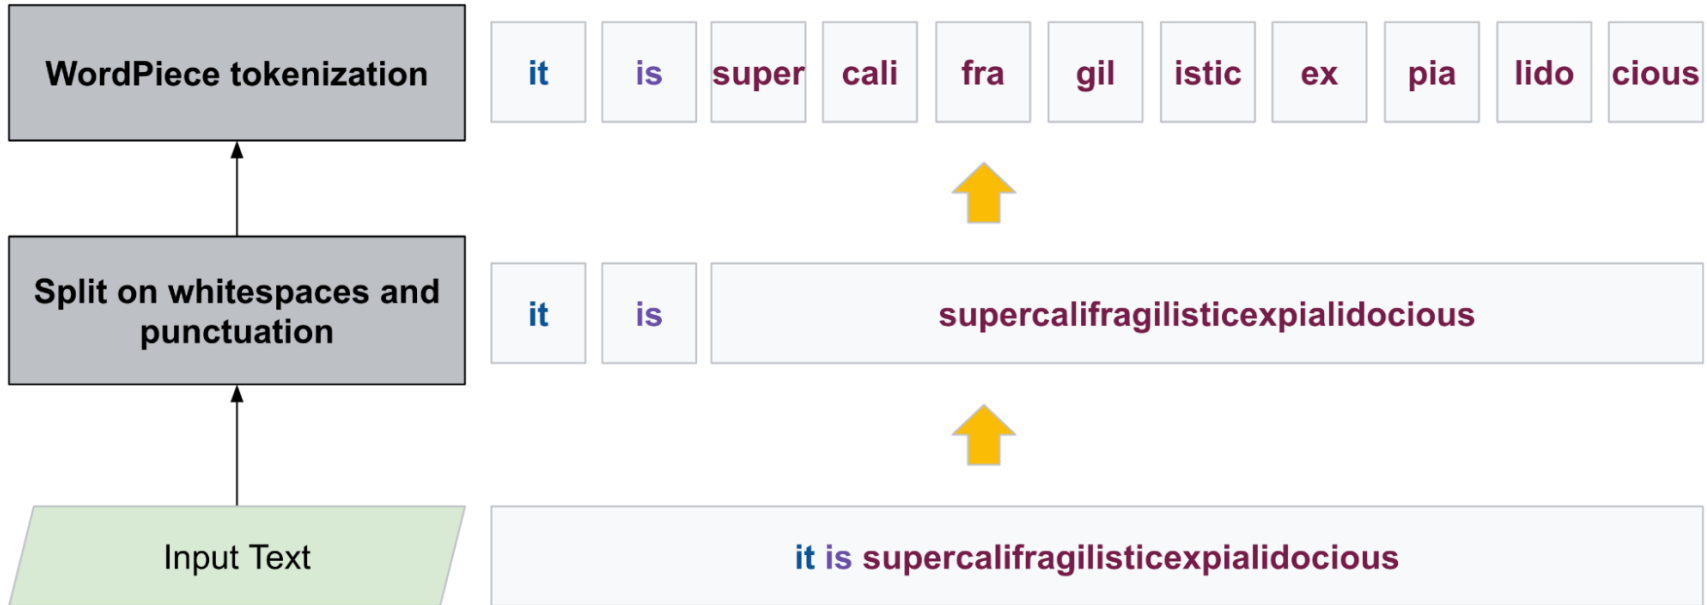 WordPiece tokenization
it is super cali fra gil istic ex pia lido cious
Split on whitespaces and
punctuation
it is supercalifragilisticexpialidocious
Input Text
it is supercalifragilisticexpialidocious